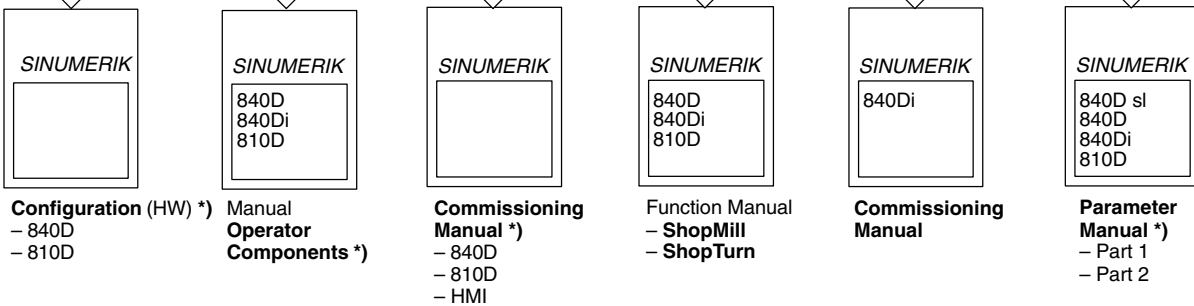 SINUMERIK
Configuration (HW) *)
– 840D
– 810D
SINUMERIK
840D
840Di
810D
Manual
Operator
Components *)
SINUMERIK
Commissioning
Manual *)
– 840D
– 810D
– HMI
SINUMERIK
840D
840Di
810D
Function Manual
– ShopMill
– ShopTurn
SINUMERIK
840Di
Commissioning
Manual
SINUMERIK
840D sl
840D
840Di
810D
Parameter
Manual *)
– Part 1
– Part 2